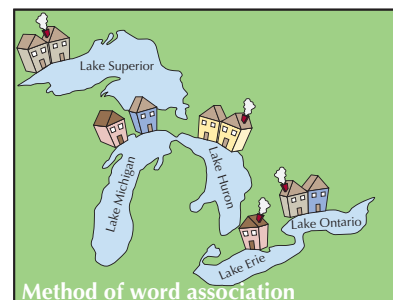 Lake Superior
Lake Michigan
Lake Huron
Lake Ontario
Lake Erie
Method of word association